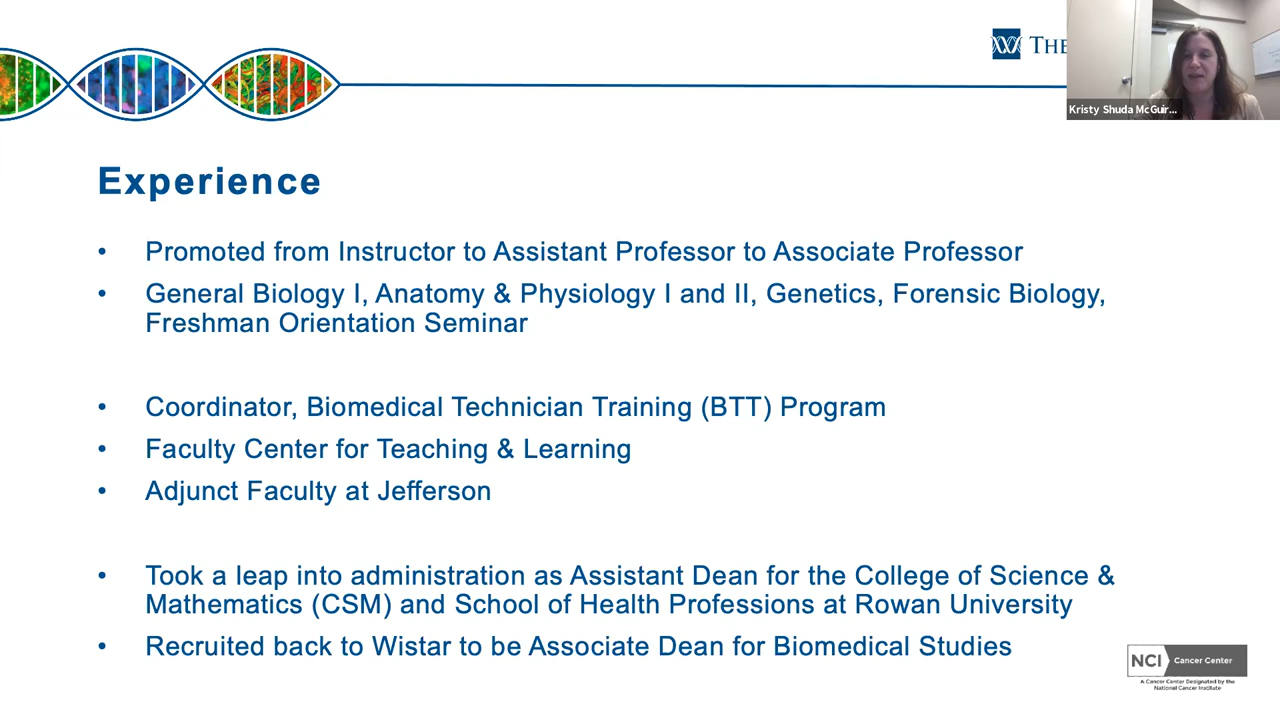 THE
Kristy Shuda McGuir...
Experience
• Promoted from Instructor to Assistant Professor to Associate Professor
• General Biology I, Anatomy & Physiology I and II, Genetics, Forensic Biology,
Freshman Orientation Seminar
• Coordinator, Biomedical Technician Training (BTT) Program
• Faculty Center for Teaching & Learning
• Adjunct Faculty at Jefferson
• Took a leap into administration as Assistant Dean for the College of Science &
Mathematics (CSM) and School of Health Professions at Rowan University
• Recruited back to Wistar to be Associate Dean for Biomedical Studies
NCI Cancer Center
A Cancer Center Designated by the
National Cancer Institute